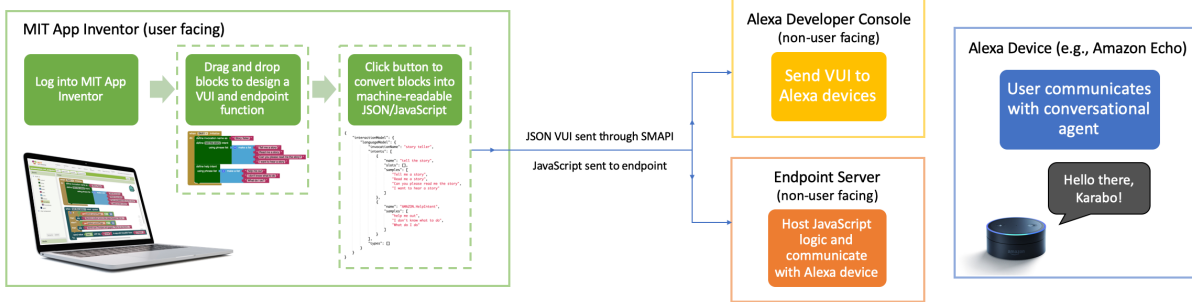 MIT App Inventor (user facing)
Log into MIT App
Inventor
Drag and drop
blocks to design a
VUI and endpoint
function
Click button to
convert blocks into
machine-readable
JSON/JavaScript
{
"interactionModel": {
"languageModel": {
"invocationName": "story teller",
"intents": [
{
"name": "tell the story",
"slots": [],
"samples": [
"Tell me a story",
"Read me a story",
"Can you please read me the story",
"I want to hear a story"
]
},
{
"name": "AMAZON.HelpIntent",
"samples": [
"Help me out",
"I don't know what to do",
"What do I do"
]
}
],
"types": []
}
}
}
JSON VUI sent through SMAPI
JavaScript sent to endpoint
Alexa Developer Console
(non-user facing)
Send VUI to
Alexa devices
Endpoint Server
(non-user facing)
Host JavaScript
logic and
communicate
with Alexa device
Alexa Device (e.g., Amazon Echo)
User communicates
with conversational
agent
Hello there,
Karabo!